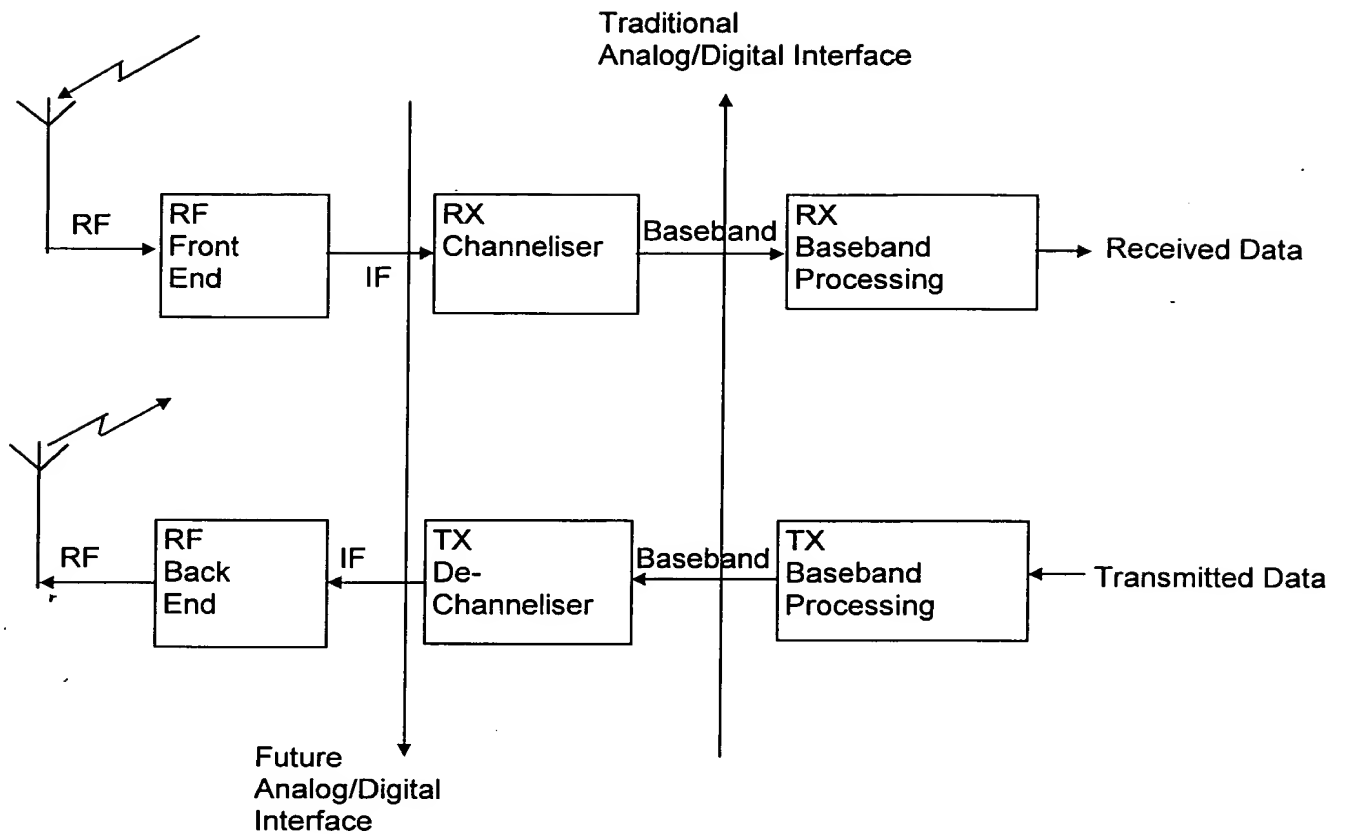 Traditional
Analog/Digital Interface
RF
RF
Front
End
IF
RX
Channeliser
Baseband
RX
Baseband
Processing
Received Data
RF
RF
Back
End
IF
TX
De-
Channeliser
Baseband
TX
Baseband
Processing
Transmitted Data
Future
Analog/Digital
Interface